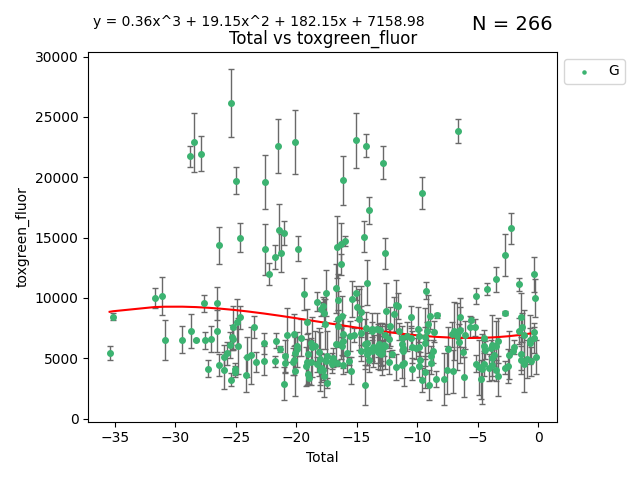 y = 0.36x^3 + 19.15x^2 + 182.15x + 7158.98
N = 266
Total vs toxgreen_fluor
G
toxgreen_fluor
30000
25000
20000
15000
10000
5000
0
−35
−30
−25
−20
−15
−10
−5
0
Total